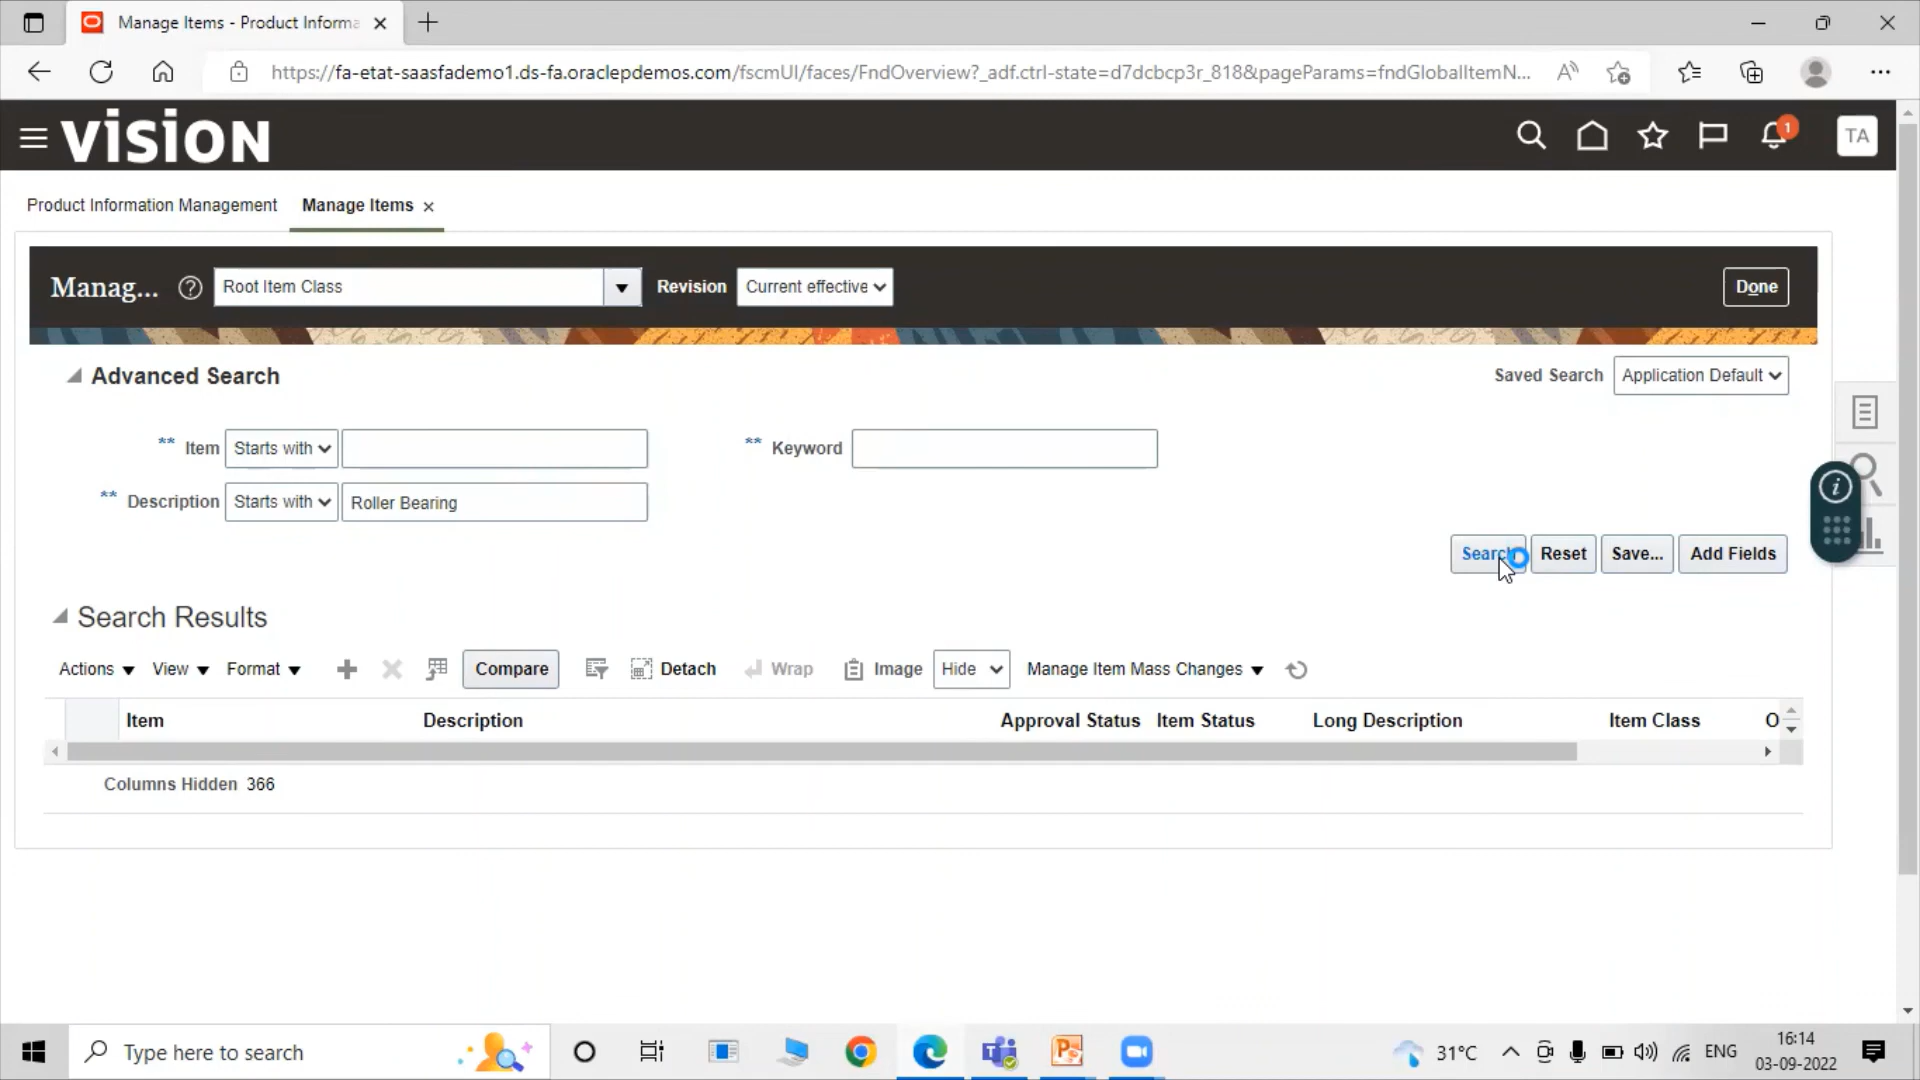 Manage Items - Product Informa
https://fa-etat-saasfademo1.ds-fa.oraclepdemos.com/fscmUI/faces/FndOverview?_adf.ctrl-state=d7dcbcp3r_818&pageParams=fndGlobalItemN...
VISION
1
TA
Product Information Management Manage Items
Manag... Root Item Class Revision Current effective Done
Advanced Search Saved Search Application Default
** Item Starts with ** Keyword
** Description Starts with Roller Bearing
Search Reset Save... Add Fields
Search Results
Actions View Format Compare Detach Wrap Image Hide Manage Item Mass Changes
Item Description Approval Status Item Status Long Description Item Class O
Columns Hidden 366
Type here to search 31°C ENG 16:14
03-09-2022